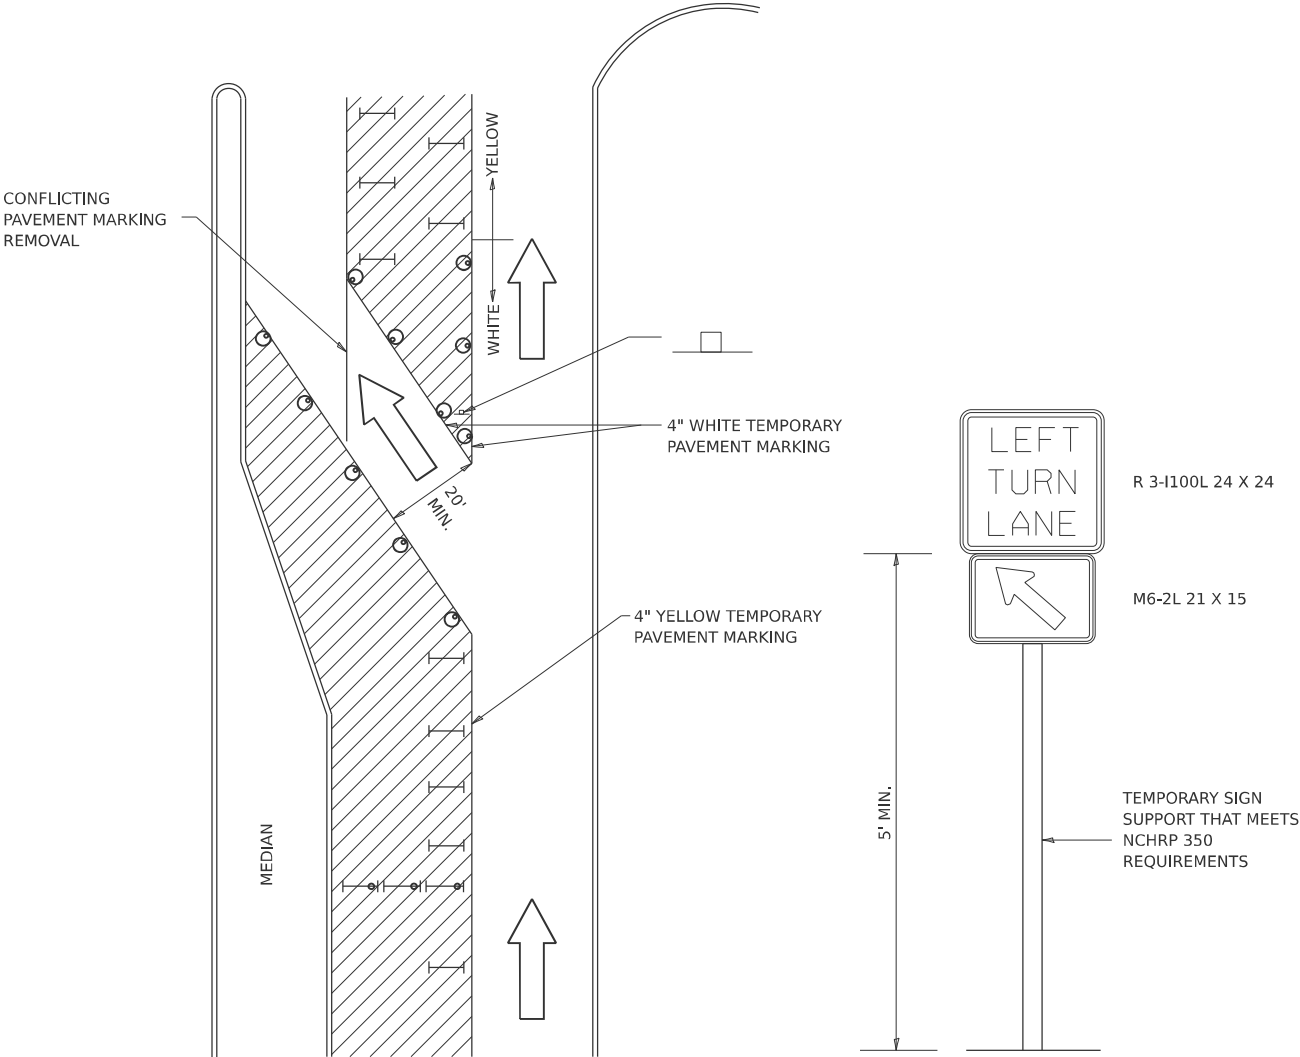 CONFLICTING
PAVEMENT MARKING
REMOVAL
YELLOW
WHITE
4" WHITE TEMPORARY
PAVEMENT MARKING
20'
MIN.
4" YELLOW TEMPORARY
PAVEMENT MARKING
MEDIAN
LEFT
TURN
LANE
R 3-I100L 24 X 24
M6-2L 21 X 15
5' MIN.
TEMPORARY SIGN
SUPPORT THAT MEETS
NCHRP 350
REQUIREMENTS